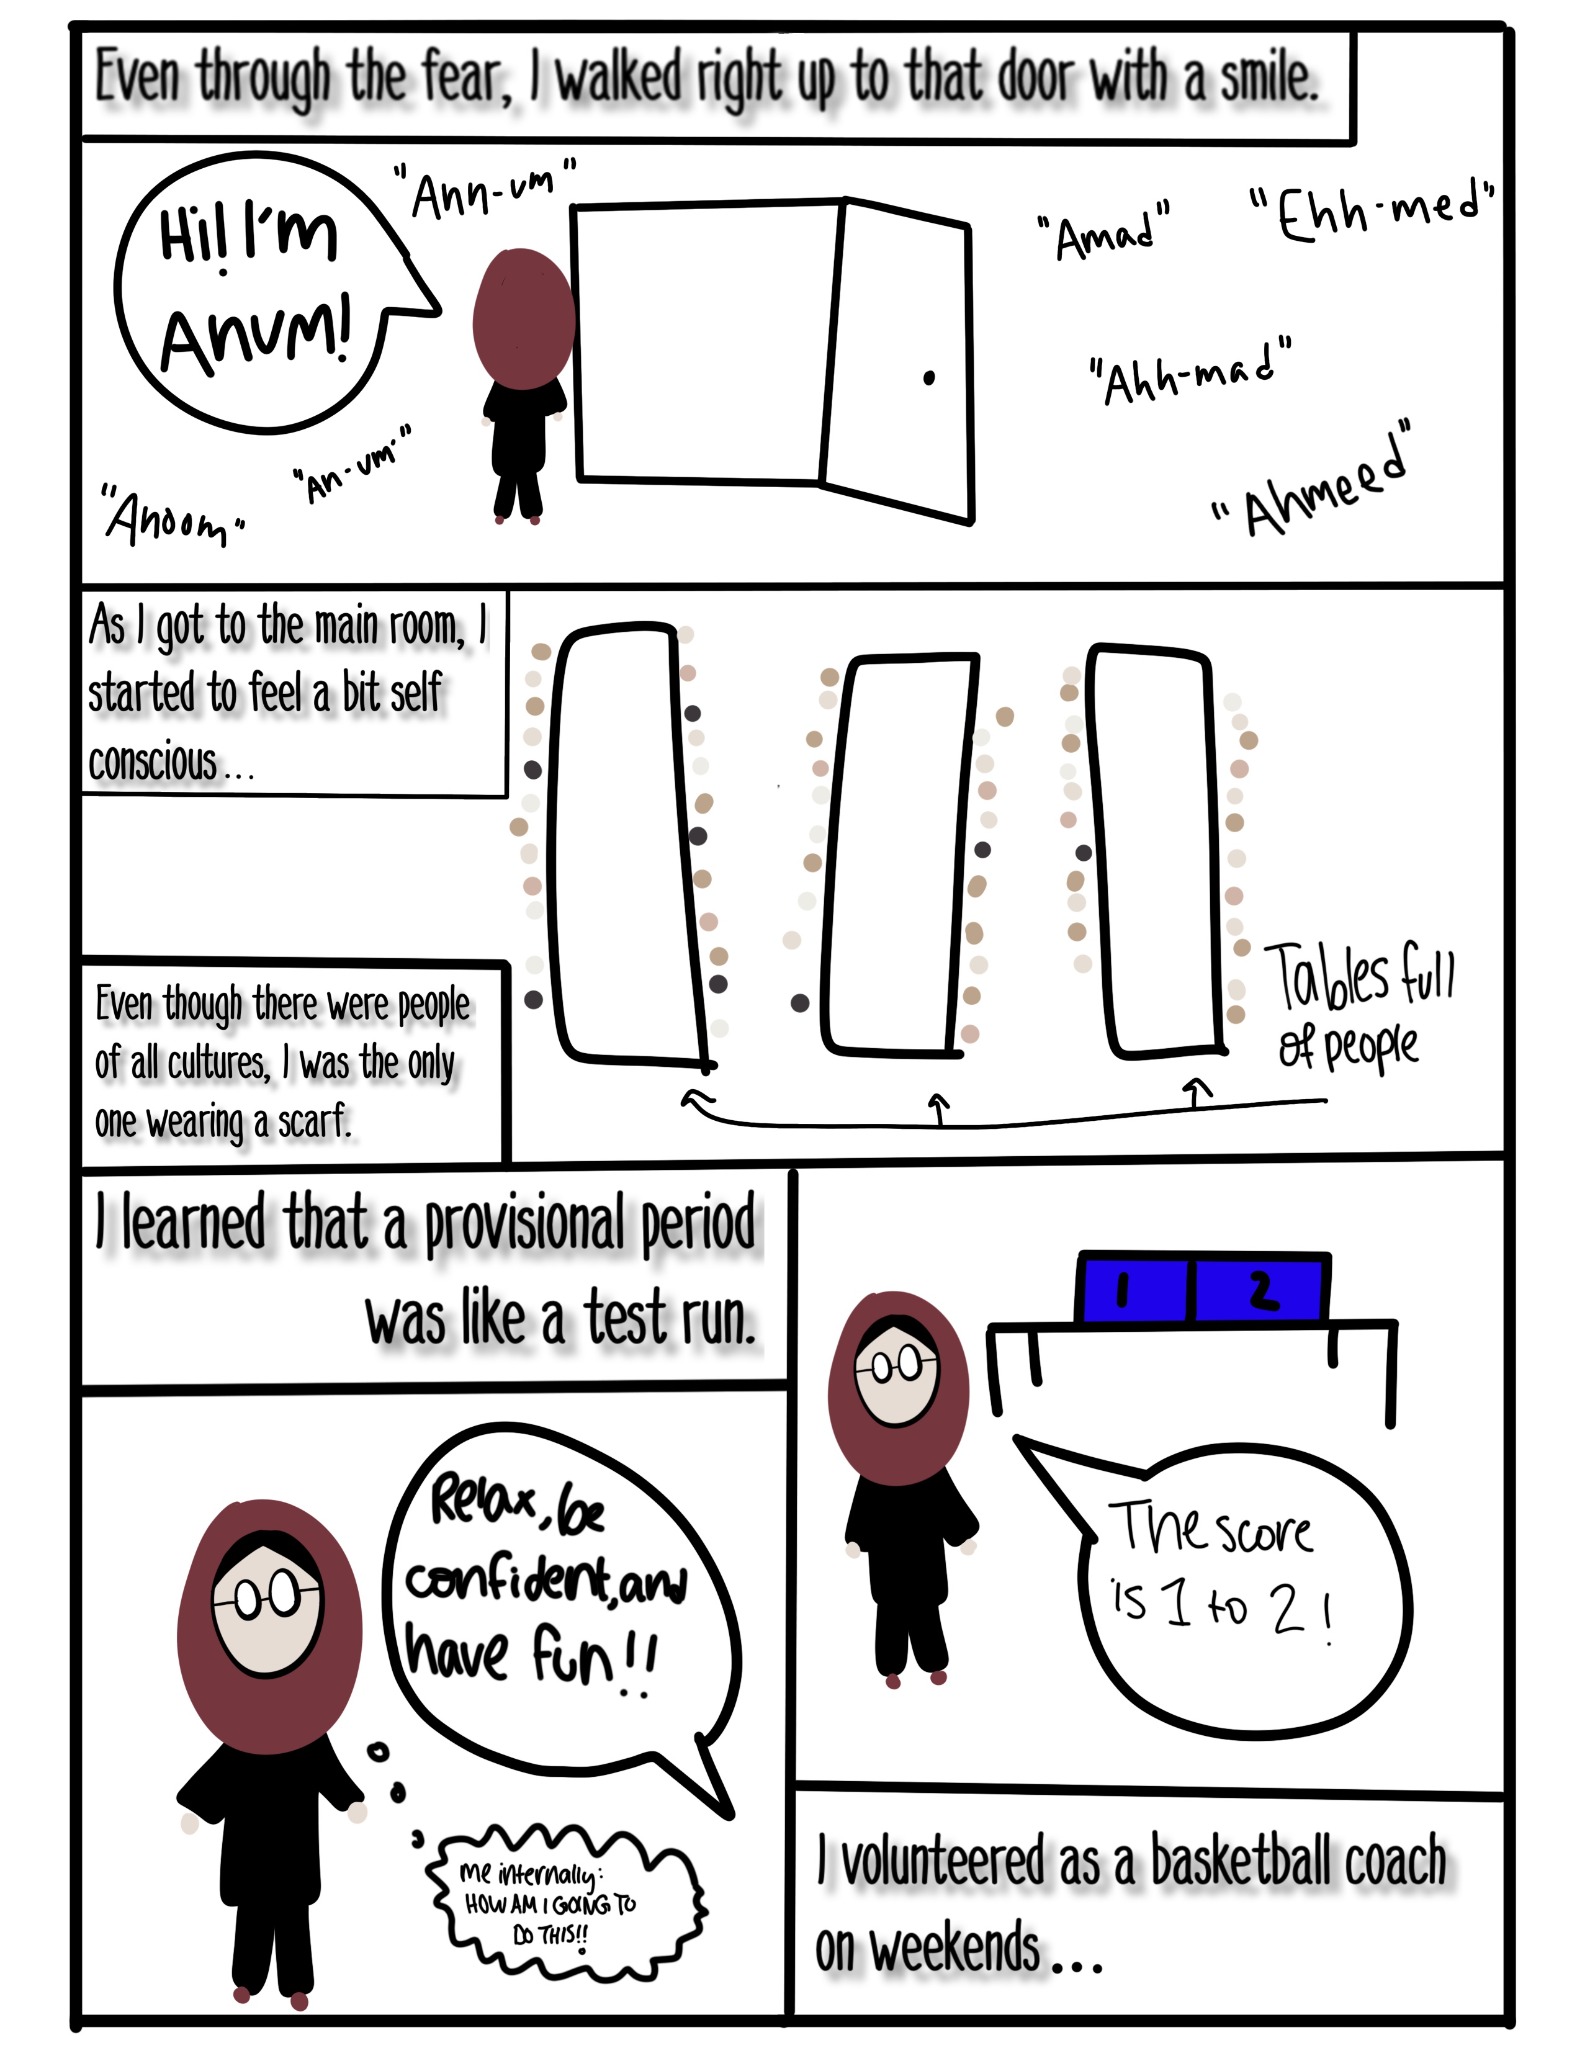 Even through the fear, I walked right up to that door with a smile.
Hi! I'm
Anum!
"Ann-um"
"An-um"
"Anoom"
"Amad"
"Ehh-med"
"Ahh-mad"
"Ahmeed"
As I got to the main room, I
started to feel a bit self
conscious...
Even though there were people
of all cultures, I was the only
one wearing a scarf.
Tables full
of people
I learned that a provisional period
was like a test run.
Relax, be
confident, and
have fun!!
me internally:
HOW AM I GOING TO
DO THIS!!
1 2
The score
is 1 to 2!
I volunteered as a basketball coach
on weekends...